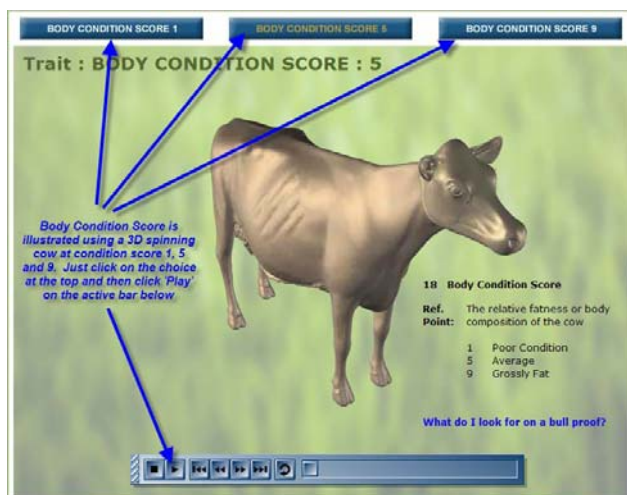 BODY CONDITION SCORE 1
BODY CONDITION SCORE 5
BODY CONDITION SCORE 9
Trait : BODY CONDITION SCORE : 5
Body Condition Score is
illustrated using a 3D spinning
cow at condition score 1, 5
and 9. Just click on the choice
at the top and then click 'Play'
on the active bar below
18 Body Condition Score
Ref. The relative fatness or body
Point: composition of the cow
1 Poor Condition
5 Average
9 Grossly Fat
What do I look for on a bull proof?